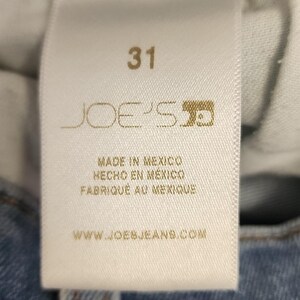 31
JOE'S
MADE IN MEXICO
HECHO EN MÉXICO
FABRIQUÉ AU MEXIQUE
WWW.JOESJEANS.COM